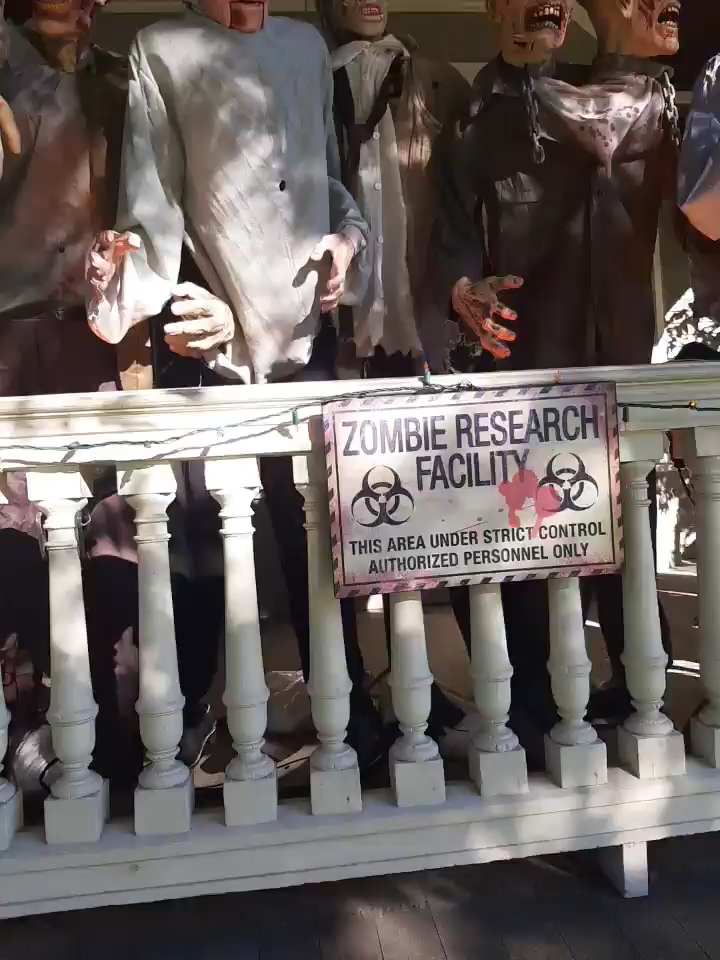 ZOMBIE RESEARCH
FACILITY
THIS AREA UNDER STRICT CONTROL
AUTHORIZED PERSONNEL ONLY